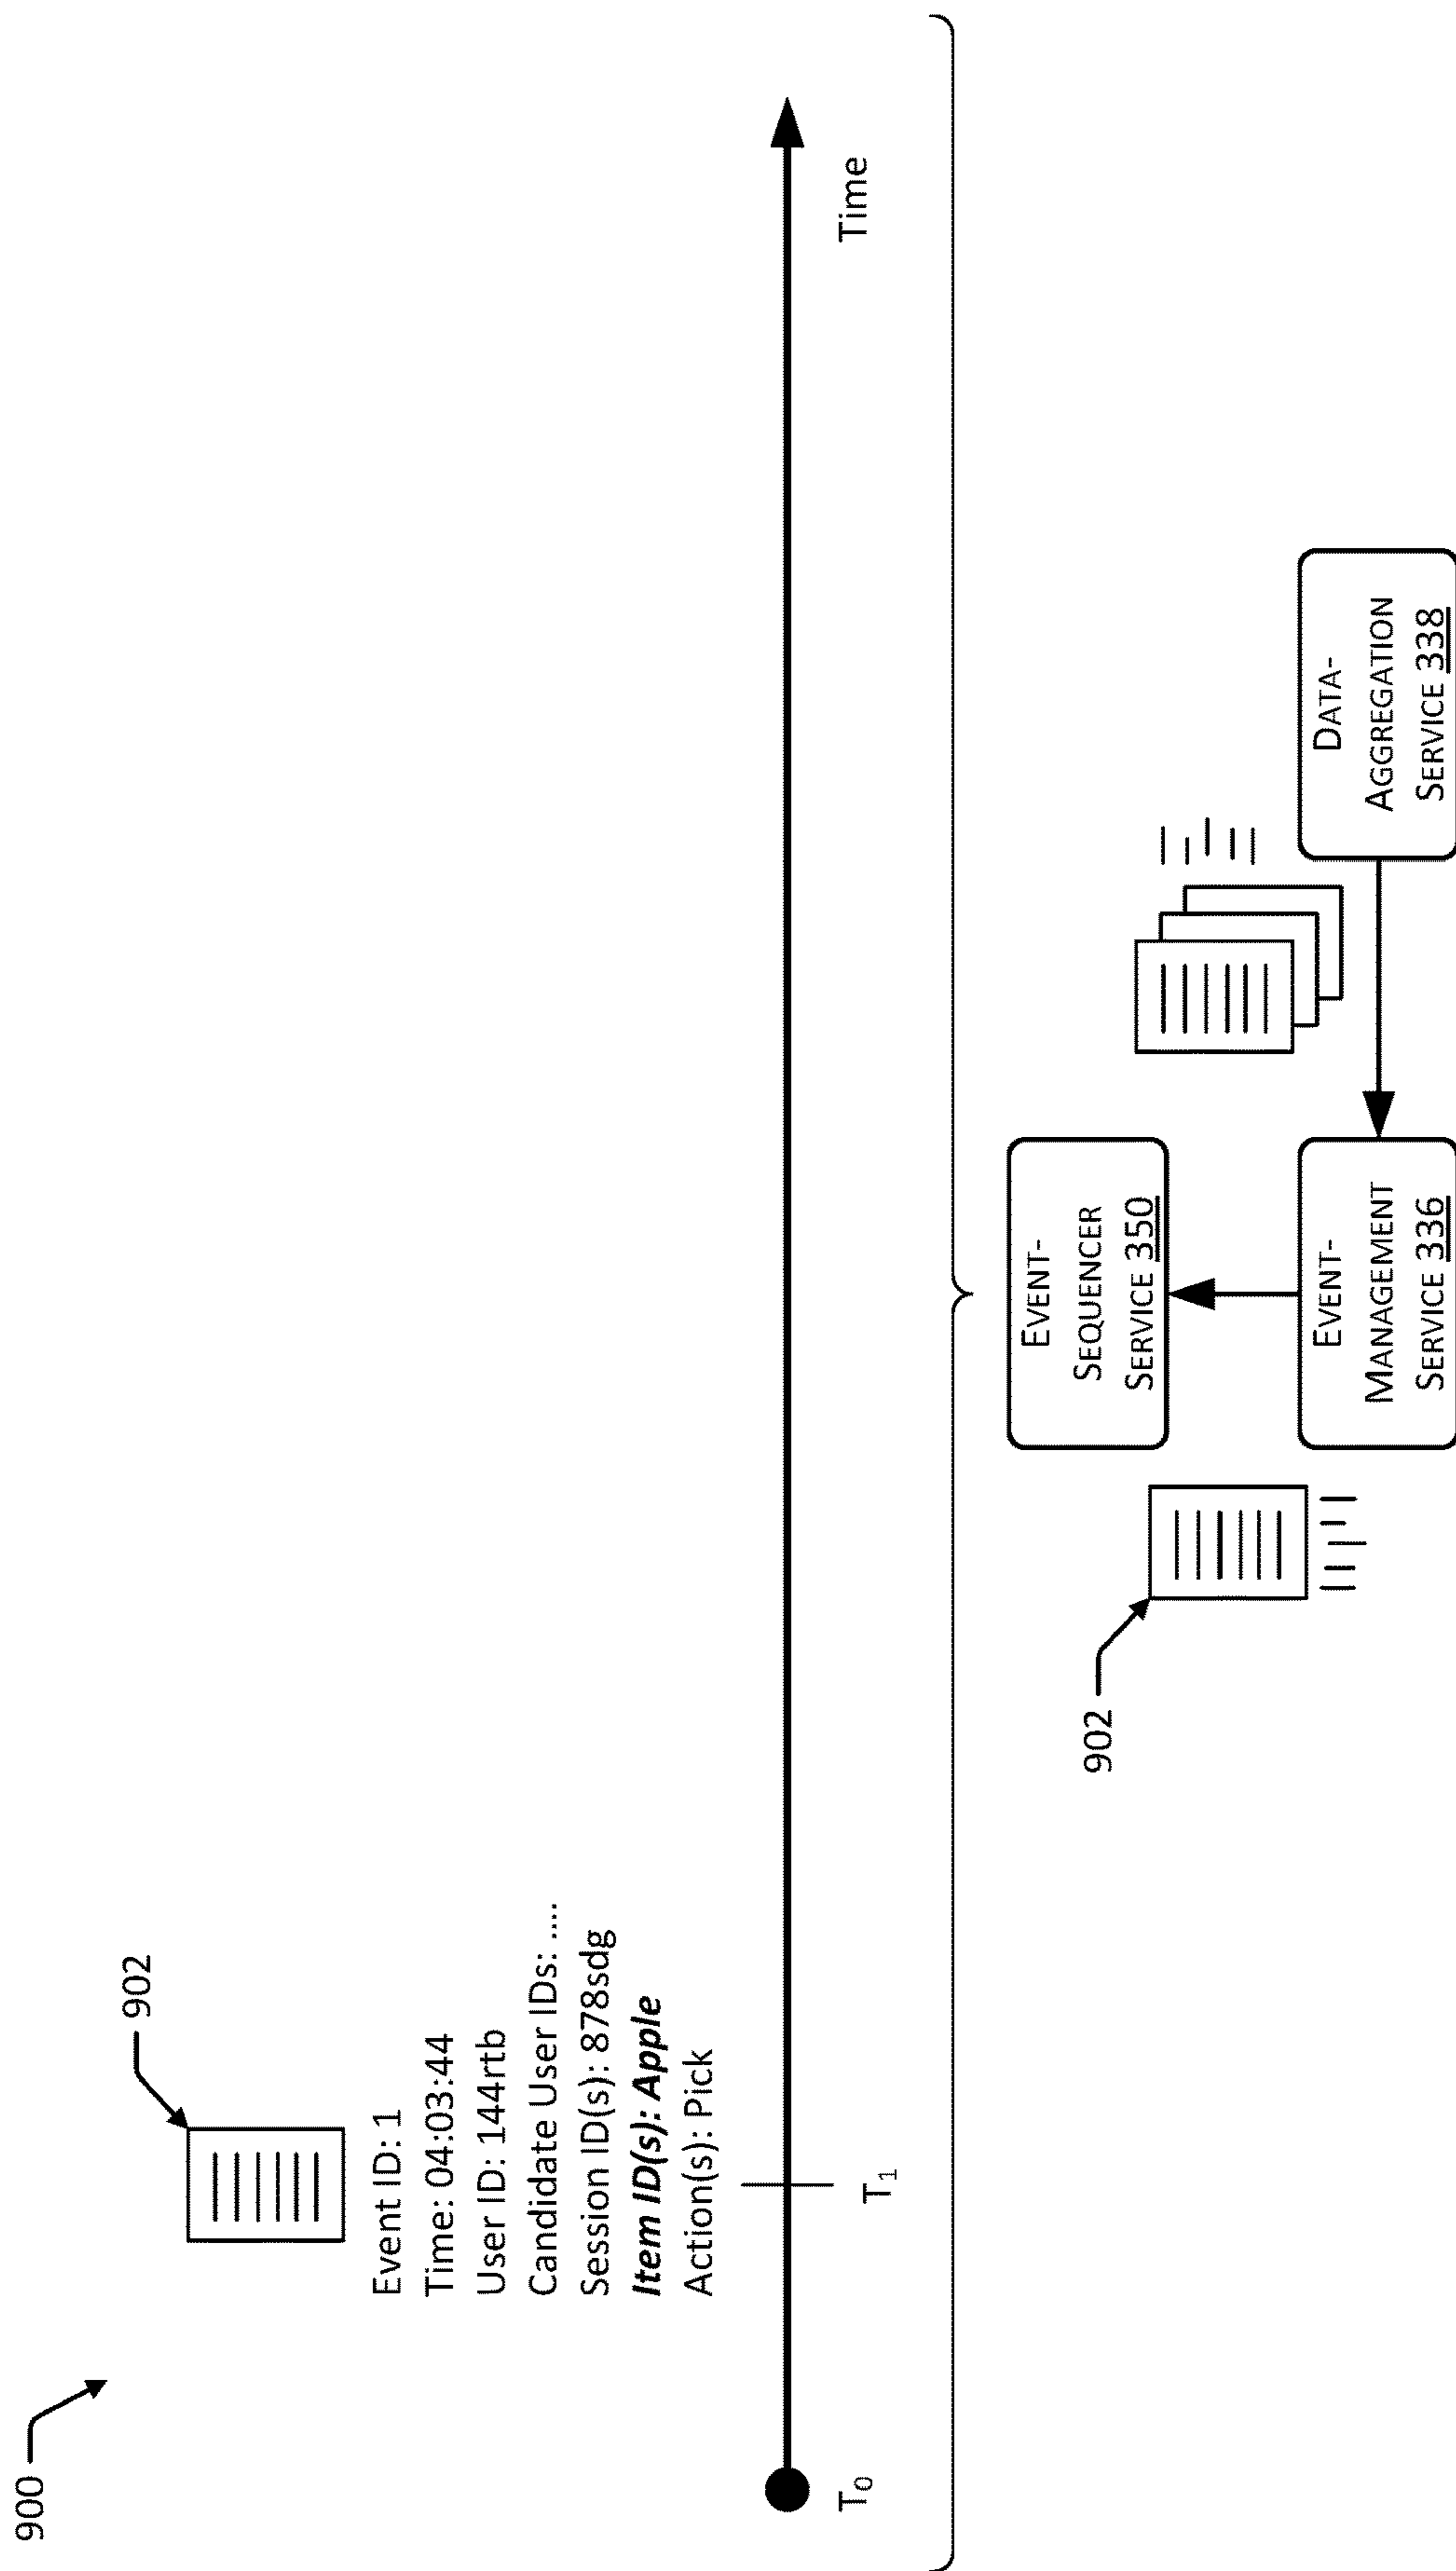 900
902
Event ID: 1
Time: 04:03:44
User ID: 144rtb
Candidate User IDs: ....
Session ID(s): 878sdg
Item ID(s): Apple
Action(s): Pick
T0
T1
Time
EVENT-
SEQUENCER
SERVICE 350
902
EVENT-
MANAGEMENT
SERVICE 336
DATA-
AGGREGATION
SERVICE 338